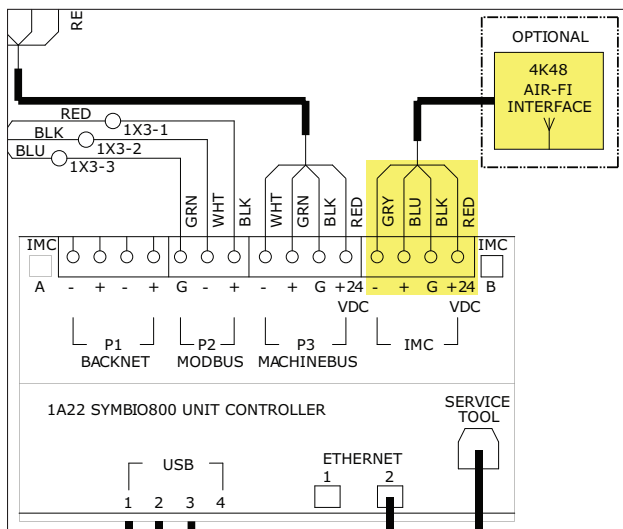 RE
OPTIONAL
4K48
AIR-FI
INTERFACE
RED
1X3-1
BLK
1X3-2
BLU
1X3-3
GRN
WHT
BLK
WHT
GRN
BLK
RED
GRY
BLU
BLK
RED
IMC
IMC
A
- + - + G - + - + G +24 - + G +24
B
VDC
VDC
P1
BACKNET
P2
MODBUS
P3
MACHINEBUS
IMC
1A22 SYMBIO800 UNIT CONTROLLER
SERVICE
TOOL
USB
1 2 3 4
ETHERNET
1 2